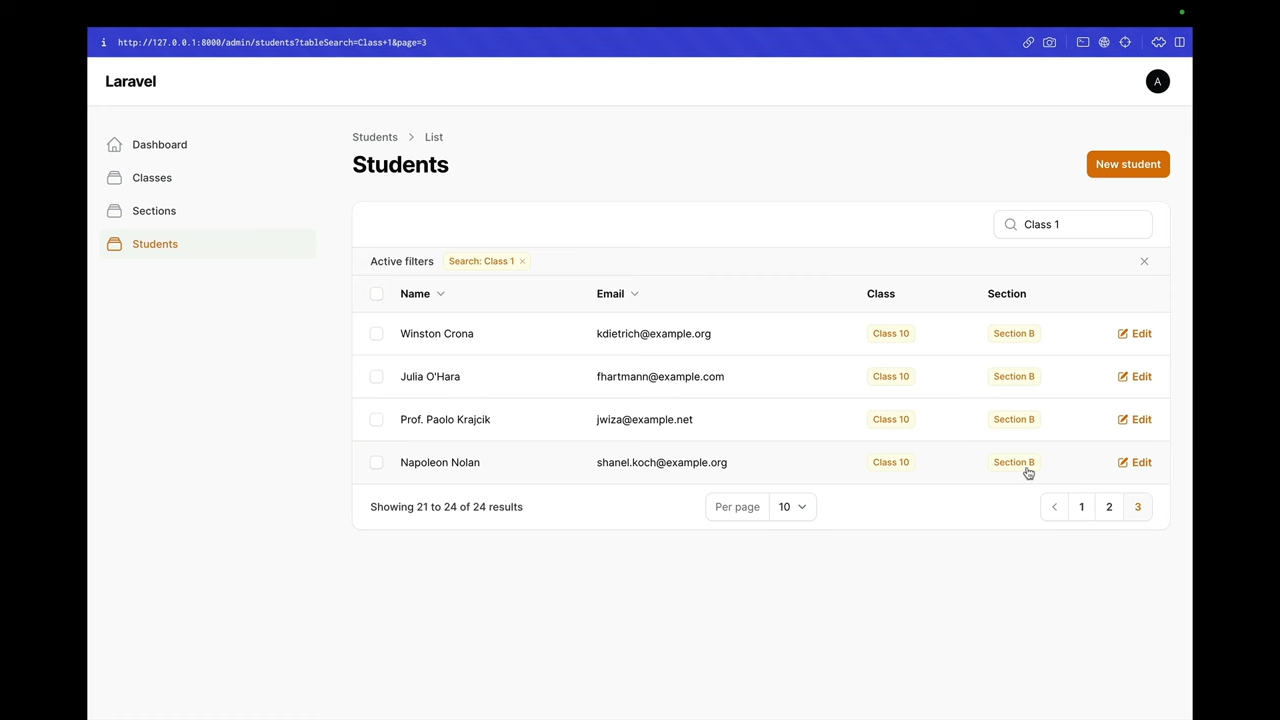 http://127.0.0.1:8000/admin/students?tableSearch=Class+1&page=3
Laravel
A
Dashboard
Classes
Sections
Students
Students > List
Students
New student
Class 1
Active filters Search: Class 1 ×
Name Email Class Section
Winston Crona kdietrich@example.org Class 10 Section B Edit
Julia O'Hara fhartmann@example.com Class 10 Section B Edit
Prof. Paolo Krajcik jwiza@example.net Class 10 Section B Edit
Napoleon Nolan shanel.koch@example.org Class 10 Section B Edit
Showing 21 to 24 of 24 results Per page 10 1 2 3